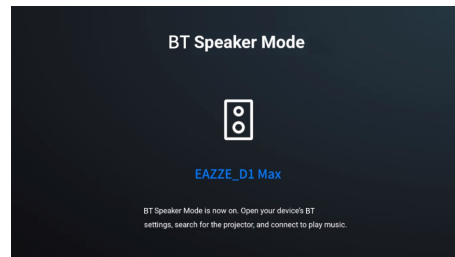 BT Speaker Mode
EAZZE_D1 Max
BT Speaker Mode is now on. Open your device's BT
settings, search for the projector, and connect to play music.